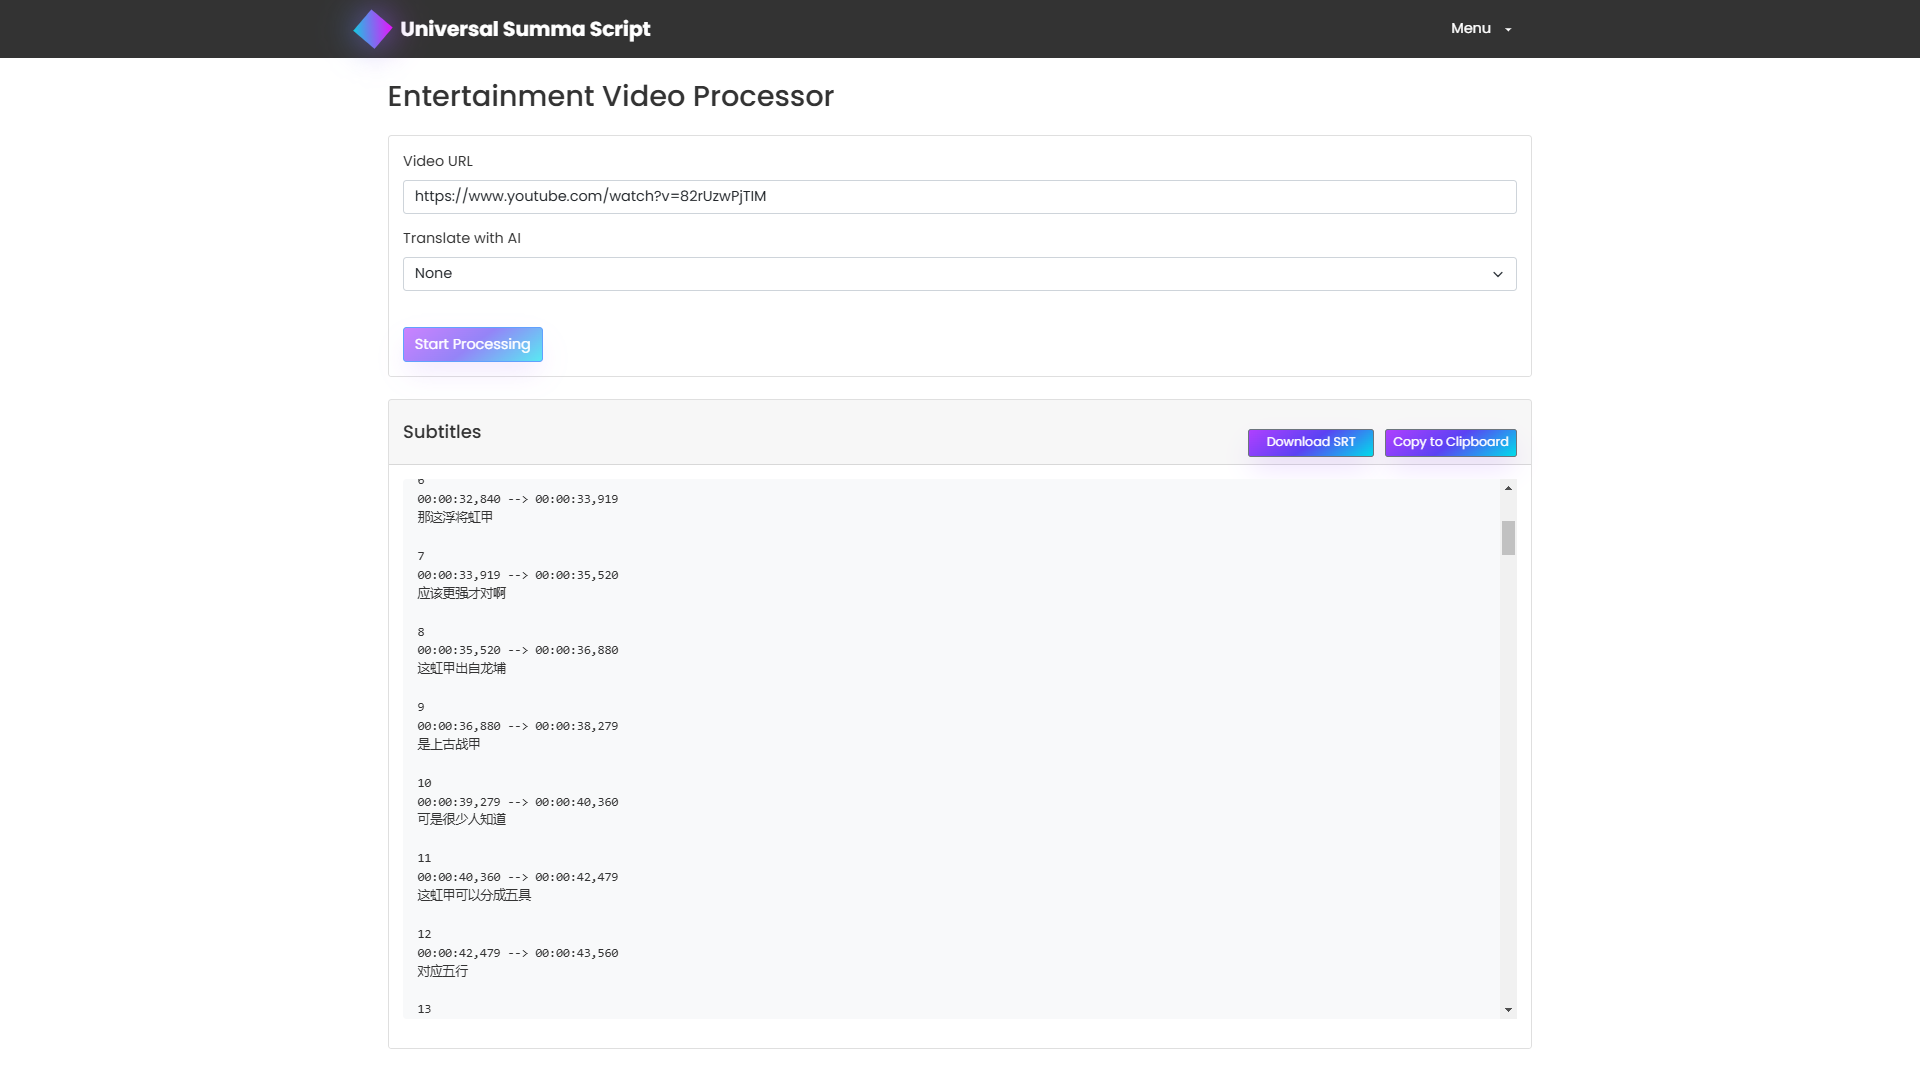 Universal Summa Script
Menu
Entertainment Video Processor
Video URL
https://www.youtube.com/watch?v=82rUzwPjTIM
Translate with AI
None
Start Processing
Subtitles
Download SRT
Copy to Clipboard
6
00:00:32,840 --> 00:00:33,919
那这浮将虹甲
7
00:00:33,919 --> 00:00:35,520
应该更强才对啊
8
00:00:35,520 --> 00:00:36,880
这虹甲出自龙埔
9
00:00:36,880 --> 00:00:38,279
是上古战甲
10
00:00:39,279 --> 00:00:40,360
可是很少人知道
11
00:00:40,360 --> 00:00:42,479
这虹甲可以分成五具
12
00:00:42,479 --> 00:00:43,560
对应五行
13